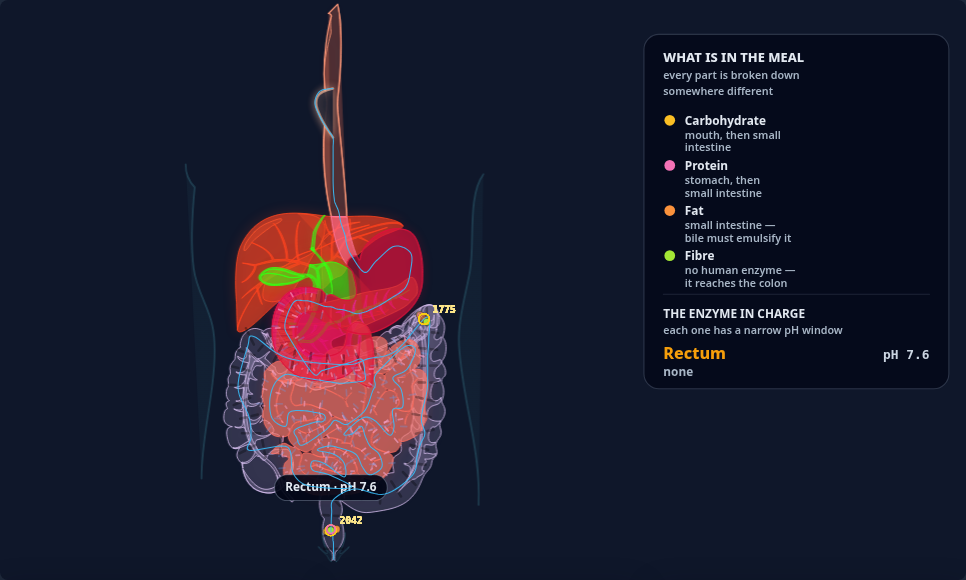 WHAT IS IN THE MEAL
every part is broken down
somewhere different
Carbohydrate
mouth, then small
intestine
Protein
stomach, then
small intestine
Fat
small intestine —
bile must emulsify it
Fibre
no human enzyme —
it reaches the colon
THE ENZYME IN CHARGE
each one has a narrow pH window
Rectum pH 7.6
none
1775
Rectum · pH 7.6